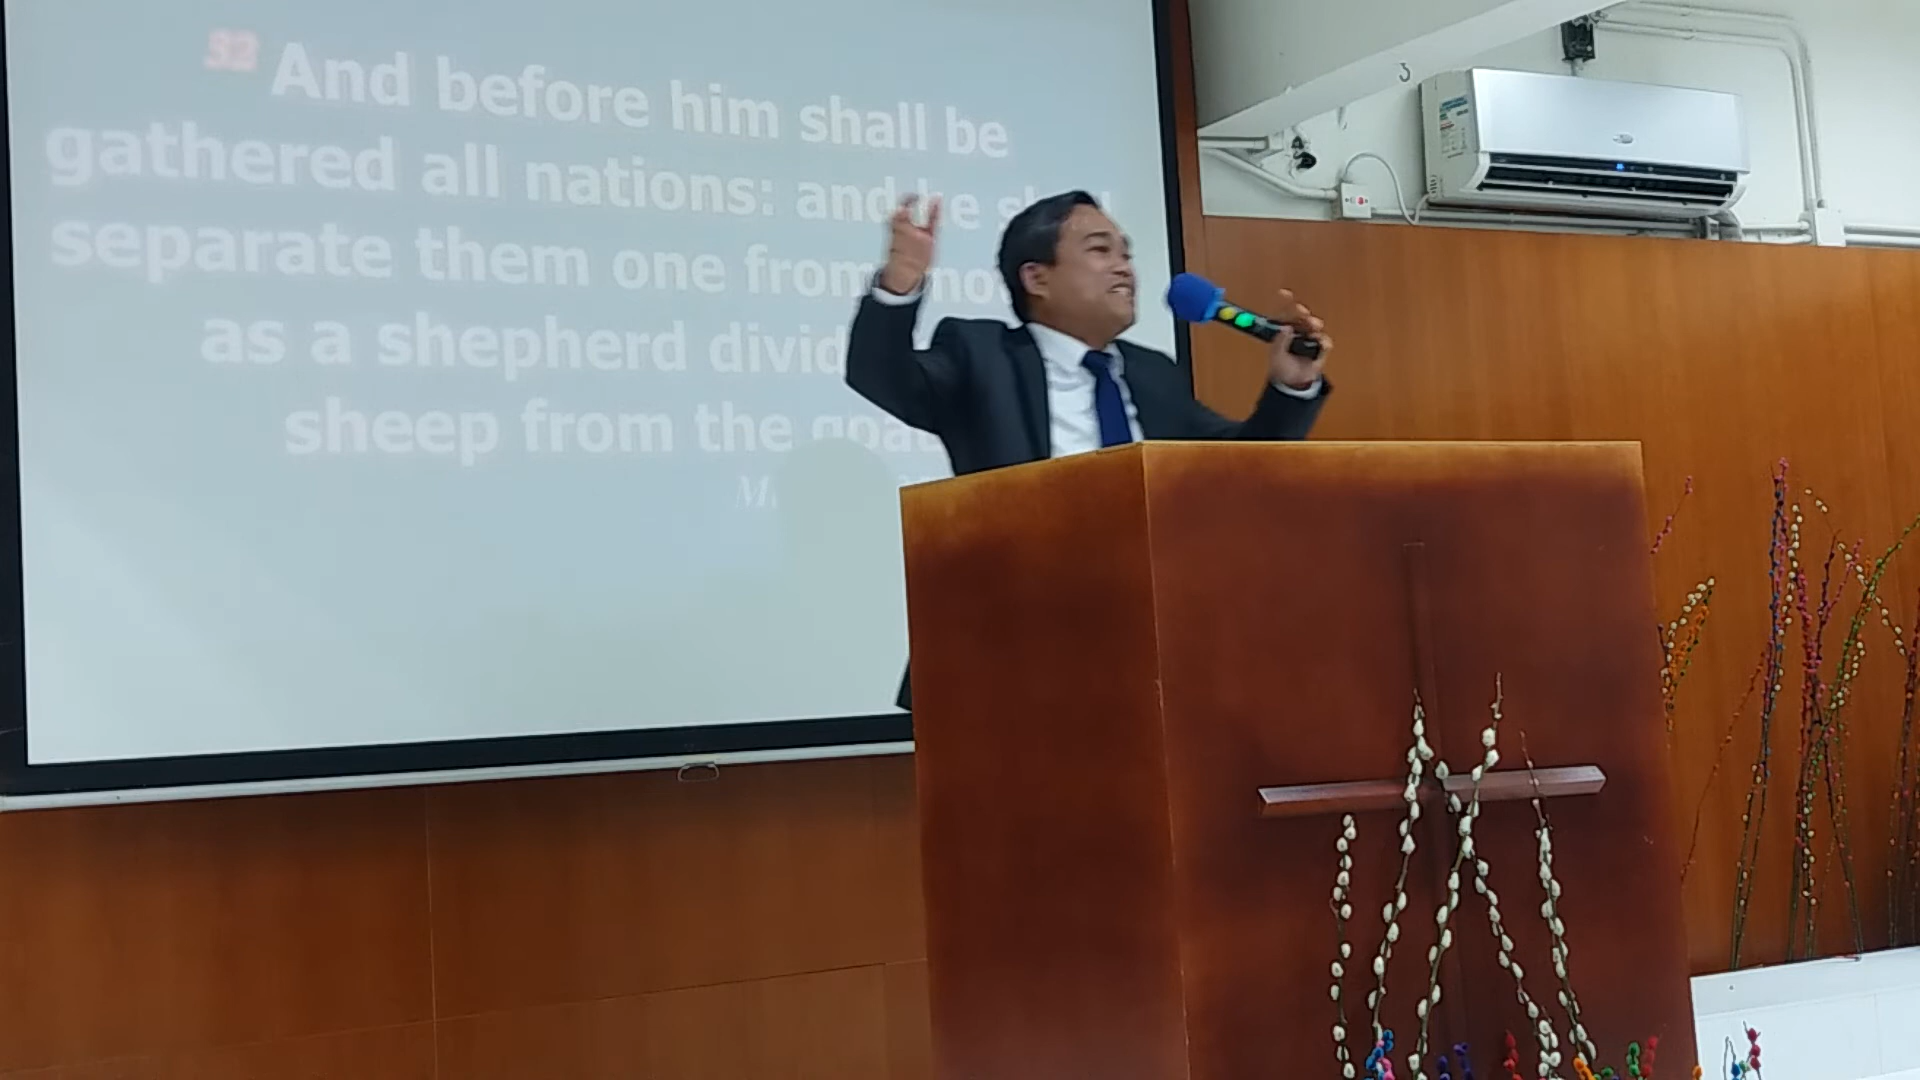 32 And before him shall be
gathered all nations: and he
separate them one from
as a shepherd
sheep from the